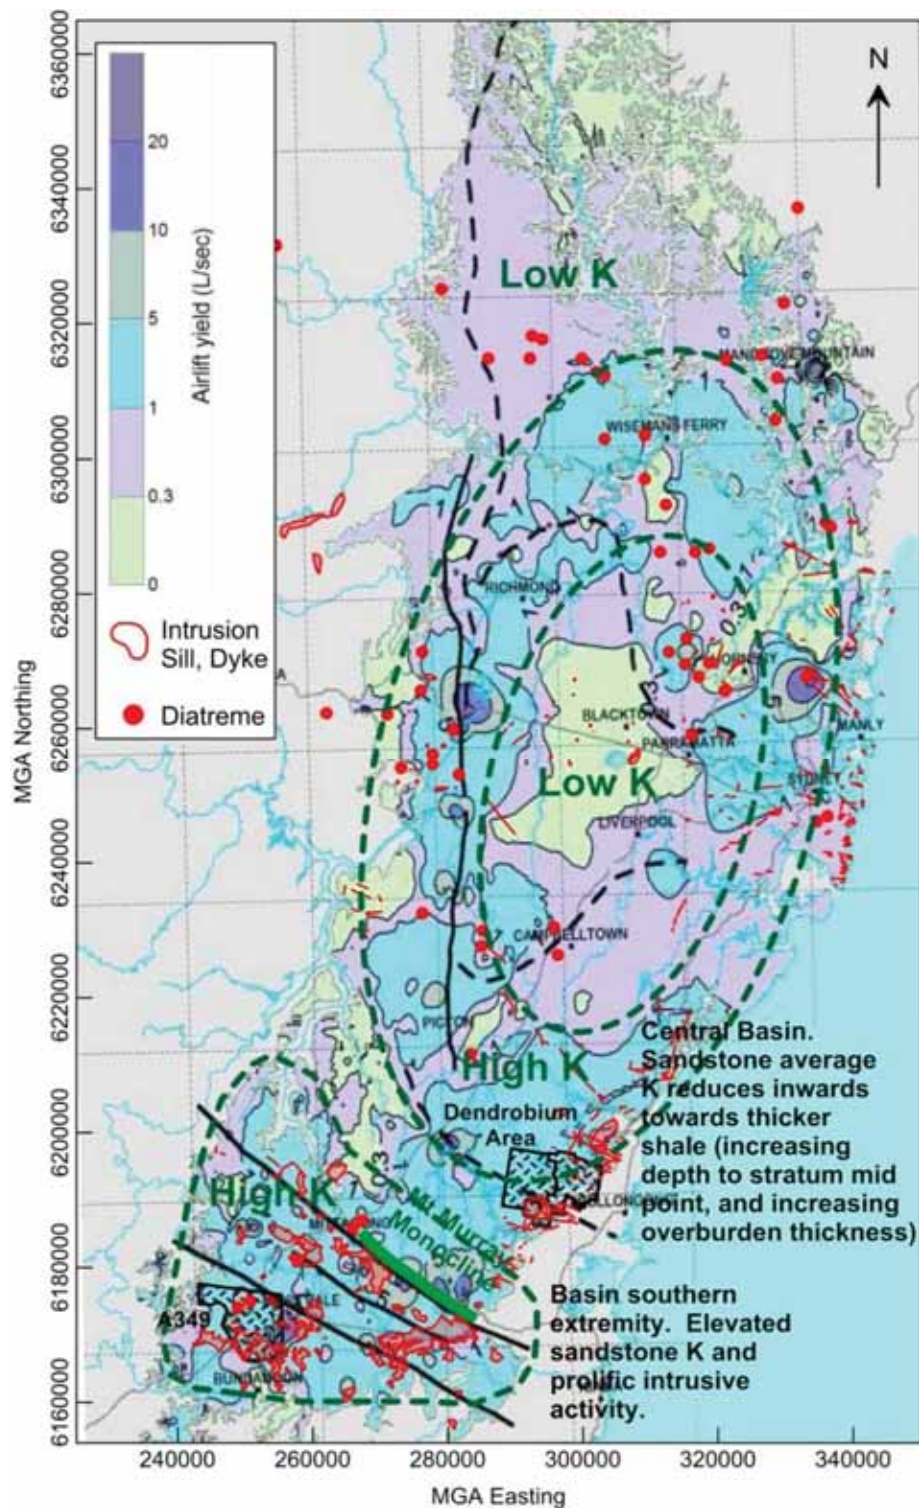 N
20
10
5
1
0.3
0
Airlift yield (L/sec)
Intrusion
Sill, Dyke
Diatreme
Low K
MANGROVE MOUNTAIN
WISEMANS FERRY
RICHMOND
HORNSBY
BLACKTOWN
PARRAMATTA
MANLY
SYDNEY
Low K
LIVERPOOL
CAMPBELLTOWN
PICTON
High K
Central Basin.
Sandstone average
K reduces inwards
towards thicker
shale (increasing
depth to stratum mid
point, and increasing
overburden thickness)
Dendrobium
Area
High K
Mt Murray
Monocline
A349
BUNDANOON
Basin southern
extremity. Elevated
sandstone K and
prolific intrusive
activity.
MGA Northing
6360000
6340000
6320000
6300000
6280000
6260000
6240000
6220000
6200000
6180000
6160000
240000 260000 280000 300000 320000 340000
MGA Easting